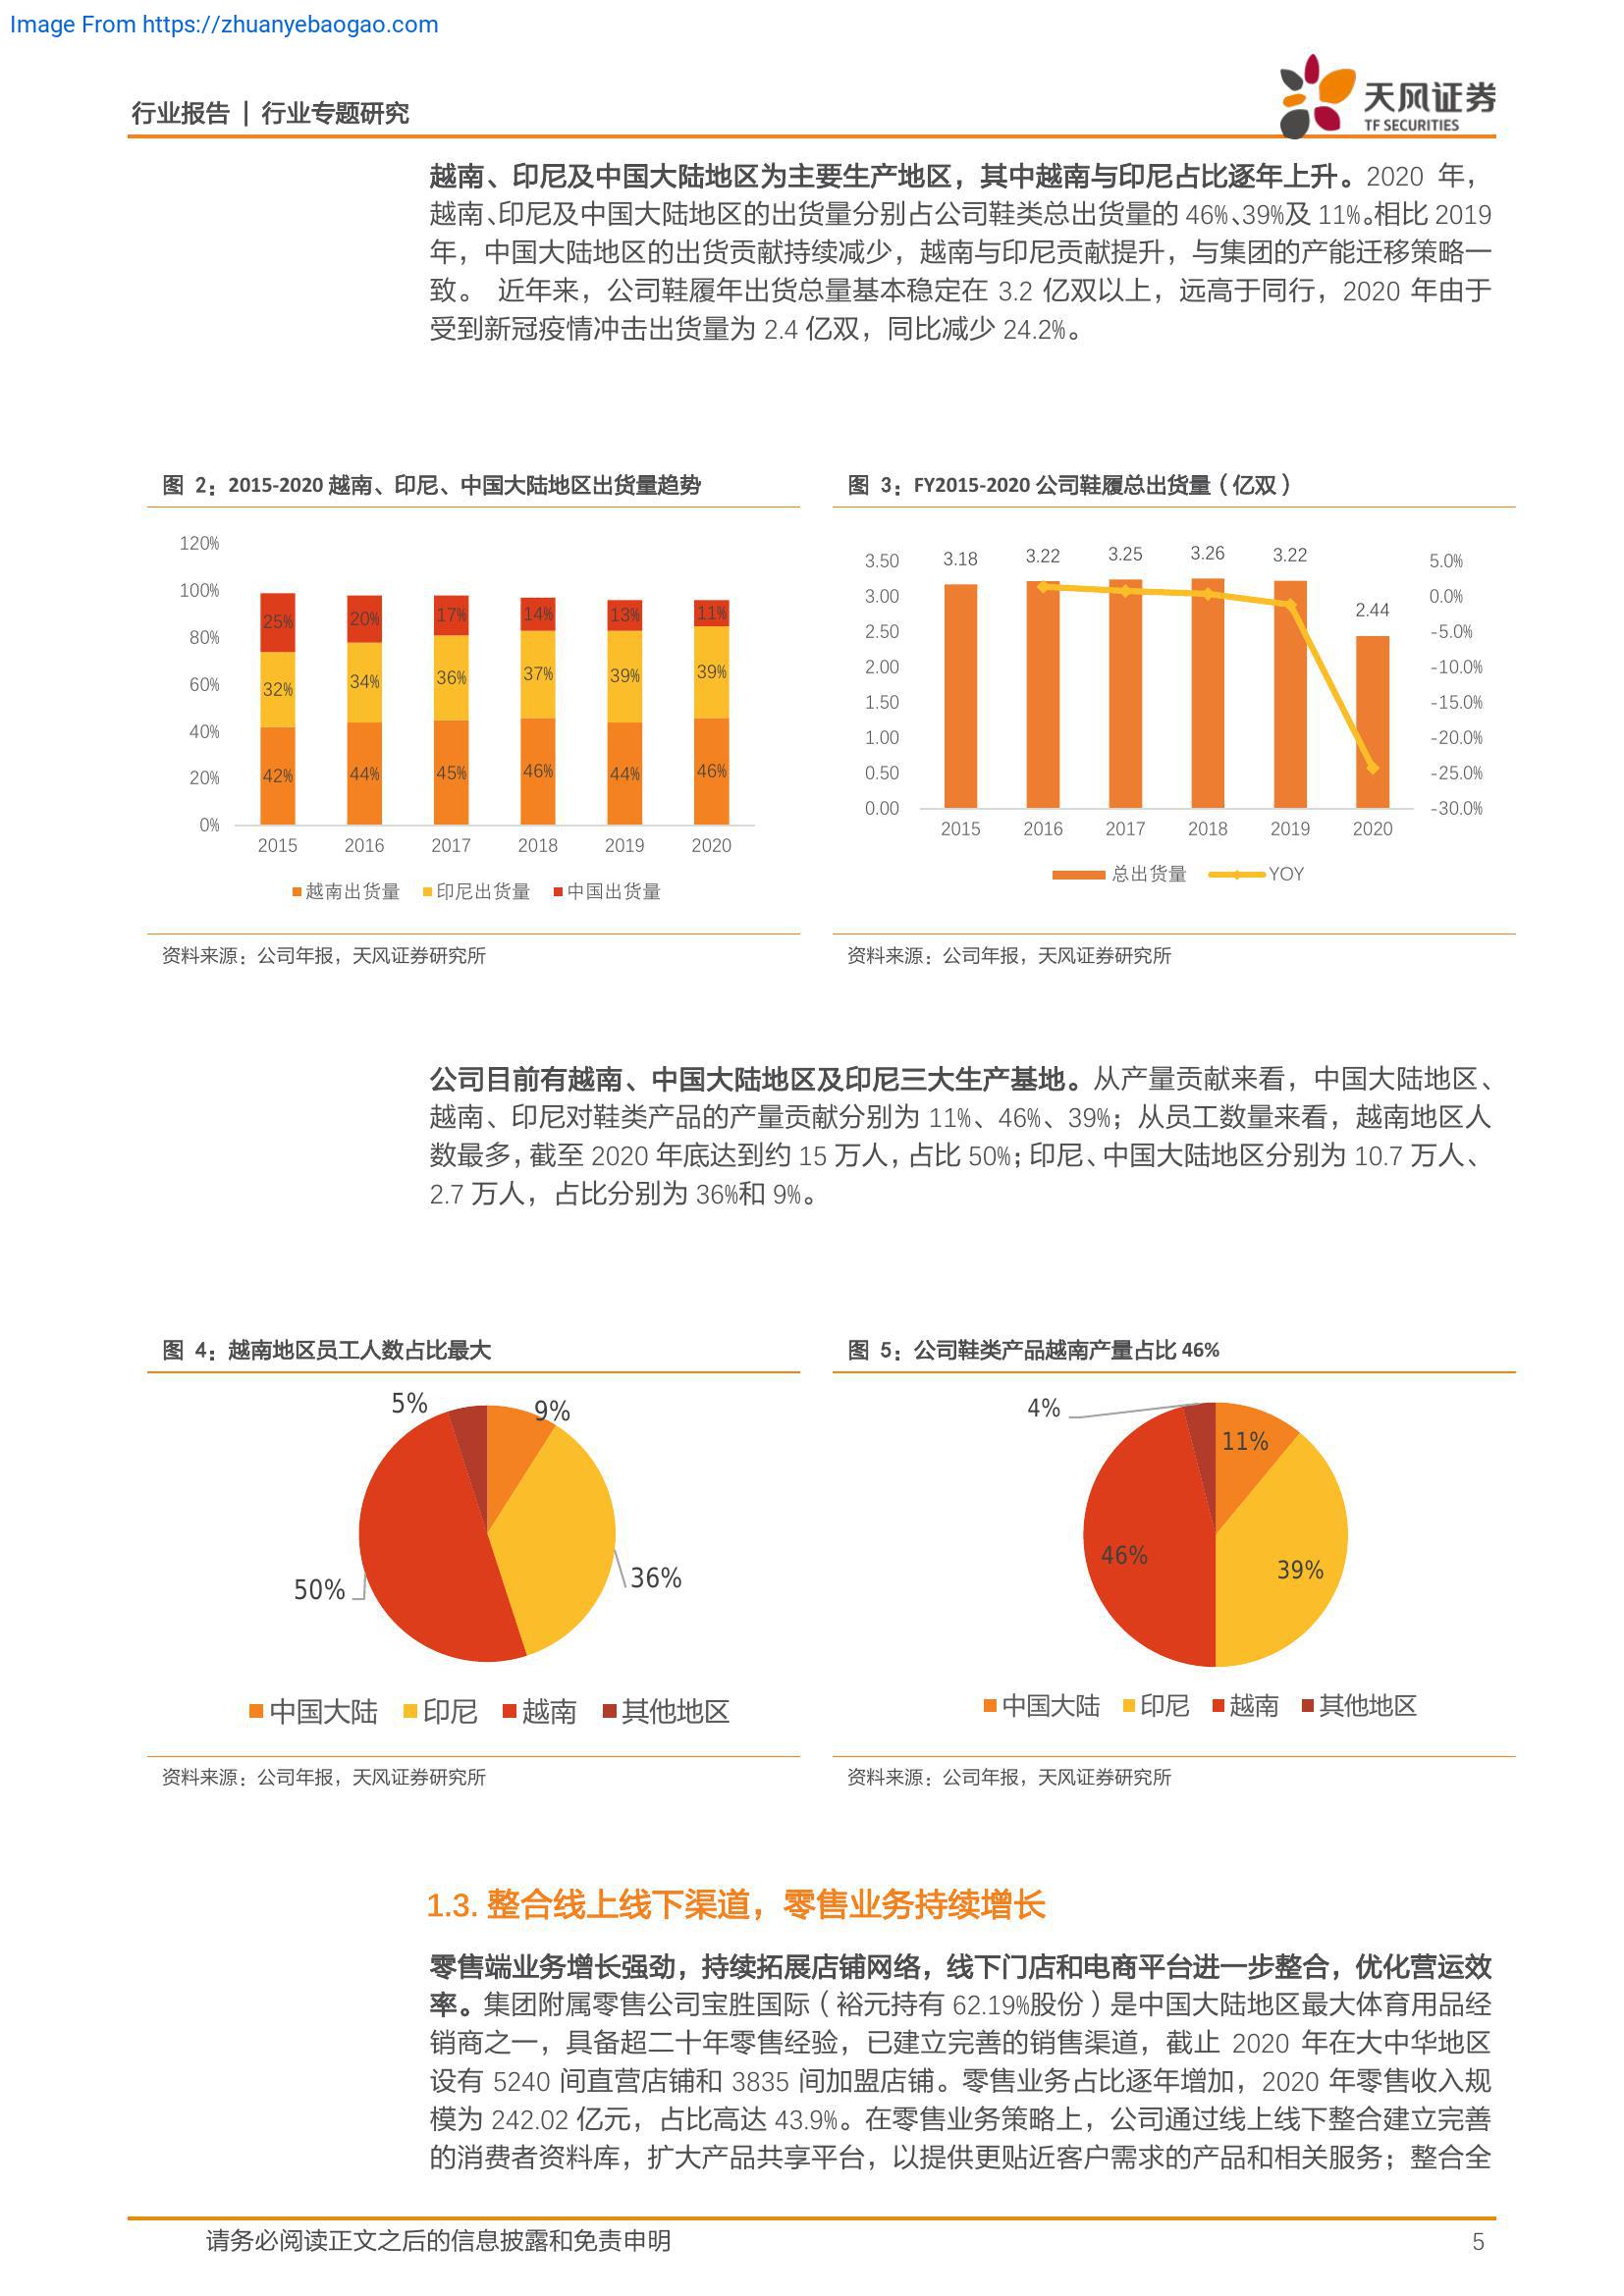 Image From https://zhuanyebaogao.com
行业报告 | 行业专题研究
天风证券
TF SECURITIES
越南、印尼及中国大陆地区为主要生产地区，其中越南与印尼占比逐年上升。2020 年，
越南、印尼及中国大陆地区的出货量分别占公司鞋类总出货量的 46%、39%及 11%。相比 2019
年，中国大陆地区的出货贡献持续减少，越南与印尼贡献提升，与集团的产能迁移策略一
致。 近年来，公司鞋履年出货总量基本稳定在 3.2 亿双以上，远高于同行，2020 年由于
受到新冠疫情冲击出货量为 2.4 亿双，同比减少 24.2%。
图 2：2015-2020 越南、印尼、中国大陆地区出货量趋势
120%
100%
80%
60%
40%
20%
0%
25% 20% 17% 14% 13% 11%
32% 34% 36% 37% 39% 39%
42% 44% 45% 46% 44% 46%
2015 2016 2017 2018 2019 2020
越南出货量 印尼出货量 中国出货量
资料来源：公司年报，天风证券研究所
图 3：FY2015-2020 公司鞋履总出货量（亿双）
3.50
3.00
2.50
2.00
1.50
1.00
0.50
0.00
3.18 3.22 3.25 3.26 3.22 2.44
5.0%
0.0%
-5.0%
-10.0%
-15.0%
-20.0%
-25.0%
-30.0%
2015 2016 2017 2018 2019 2020
总出货量 YOY
资料来源：公司年报，天风证券研究所
公司目前有越南、中国大陆地区及印尼三大生产基地。从产量贡献来看，中国大陆地区、
越南、印尼对鞋类产品的产量贡献分别为 11%、46%、39%；从员工数量来看，越南地区人
数最多，截至 2020 年底达到约 15 万人，占比 50%；印尼、中国大陆地区分别为 10.7 万人、
2.7 万人，占比分别为 36%和 9%。
图 4：越南地区员工人数占比最大
5%
9%
50%
36%
中国大陆 印尼 越南 其他地区
资料来源：公司年报，天风证券研究所
图 5：公司鞋类产品越南产量占比 46%
4%
11%
46%
39%
中国大陆 印尼 越南 其他地区
资料来源：公司年报，天风证券研究所
1.3. 整合线上线下渠道，零售业务持续增长
零售端业务增长强劲，持续拓展店铺网络，线下门店和电商平台进一步整合，优化营运效
率。集团附属零售公司宝胜国际（裕元持有 62.19%股份）是中国大陆地区最大体育用品经
销商之一，具备超二十年零售经验，已建立完善的销售渠道，截止 2020 年在大中华地区
设有 5240 间直营店铺和 3835 间加盟店铺。零售业务占比逐年增加，2020 年零售收入规
模为 242.02 亿元，占比高达 43.9%。在零售业务策略上，公司通过线上线下整合建立完善
的消费者资料库，扩大产品共享平台，以提供更贴近客户需求的产品和相关服务；整合全
请务必阅读正文之后的信息披露和免责申明
5